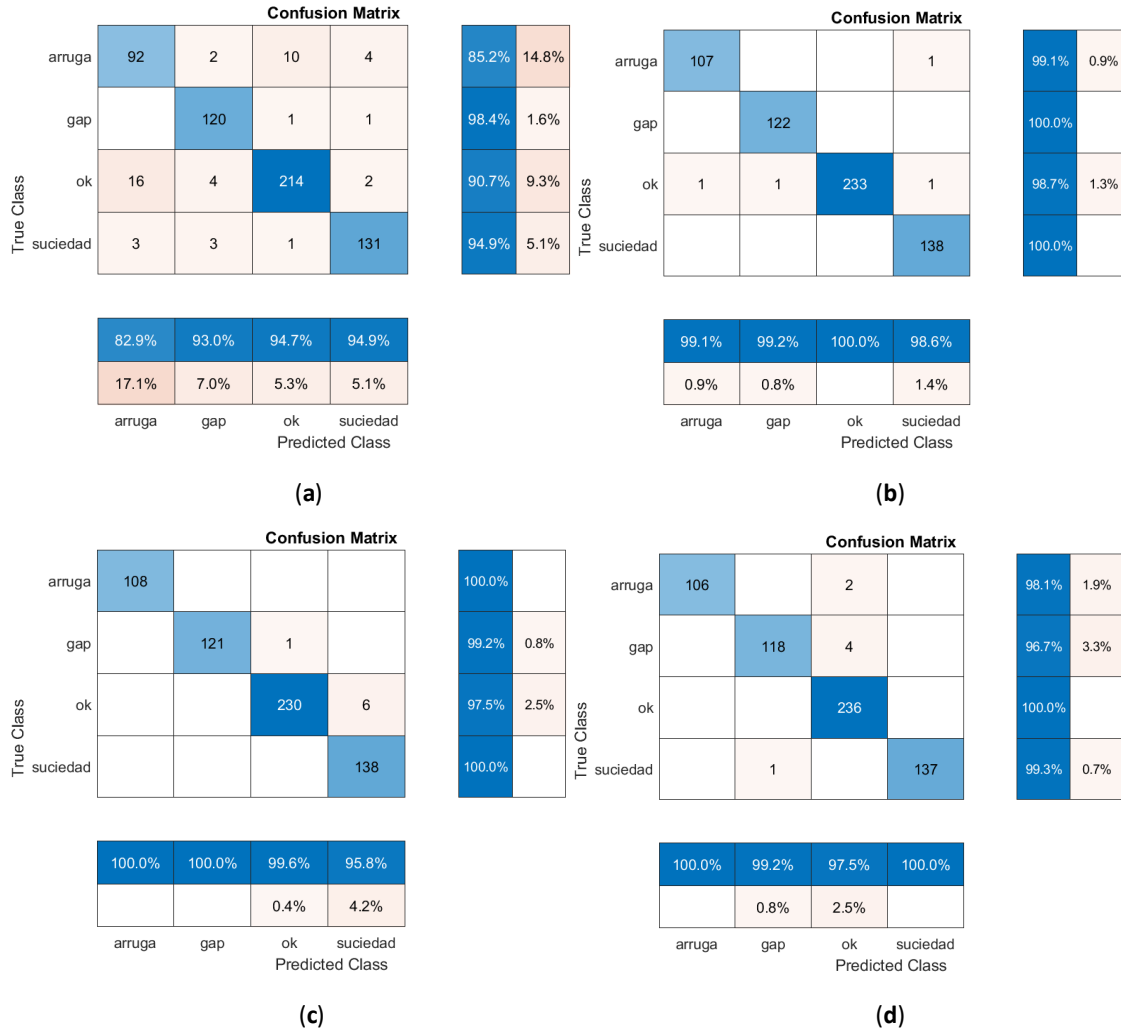 Confusion Matrix
arruga 92 2 10 4 85.2% 14.8%
gap 120 1 1 98.4% 1.6%
ok 16 4 214 2 90.7% 9.3%
suciedad 3 3 1 131 94.9% 5.1%
True Class
True Class
82.9% 93.0% 94.7% 94.9%
17.1% 7.0% 5.3% 5.1%
arruga gap ok suciedad
Predicted Class
(a)
Confusion Matrix
arruga 107 1 99.1% 0.9%
gap 122 100.0%
ok 1 1 233 1 98.7% 1.3%
suciedad 138 100.0%
True Class
99.1% 99.2% 100.0% 98.6%
0.9% 0.8% 1.4%
arruga gap ok suciedad
Predicted Class
(b)
Confusion Matrix
arruga 108 100.0%
gap 121 1 99.2% 0.8%
ok 230 6 97.5% 2.5%
suciedad 138 100.0%
True Class
100.0% 100.0% 99.6% 95.8%
0.4% 4.2%
arruga gap ok suciedad
Predicted Class
(c)
Confusion Matrix
arruga 106 2 98.1% 1.9%
gap 118 4 96.7% 3.3%
ok 236 100.0%
suciedad 1 137 99.3% 0.7%
True Class
100.0% 99.2% 97.5% 100.0%
0.8% 2.5%
arruga gap ok suciedad
Predicted Class
(d)